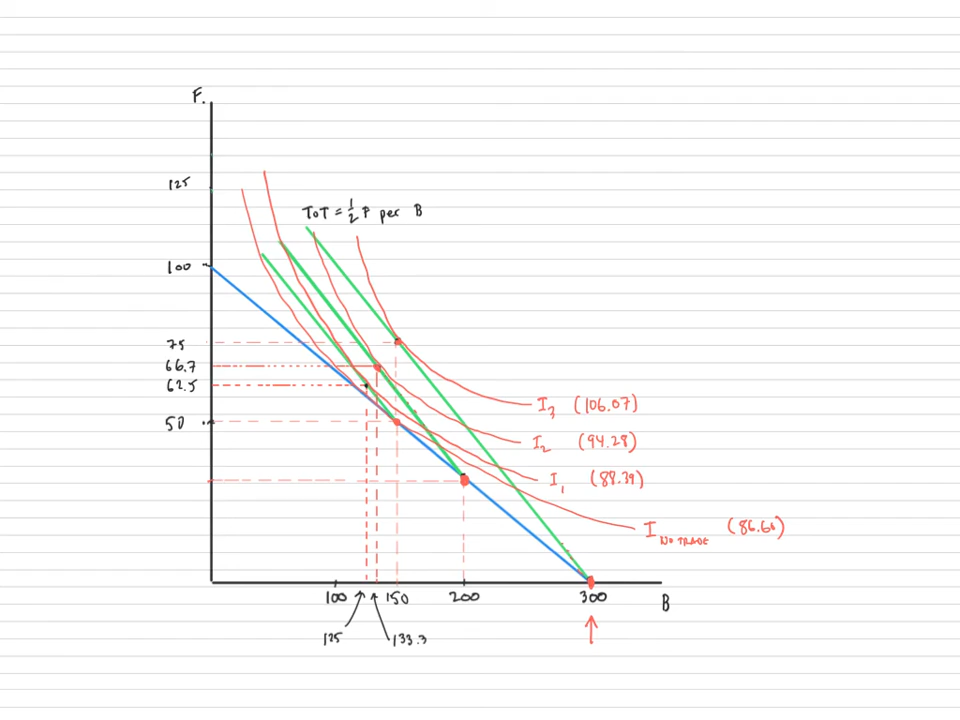 F.
125
ToT = 1/2 F per B
100
75
66.7
62.5
50
I3 (106.07)
I2 (94.28)
I1 (88.39)
I NO TRADE (86.60)
100 150 200 300 B
125 133.3